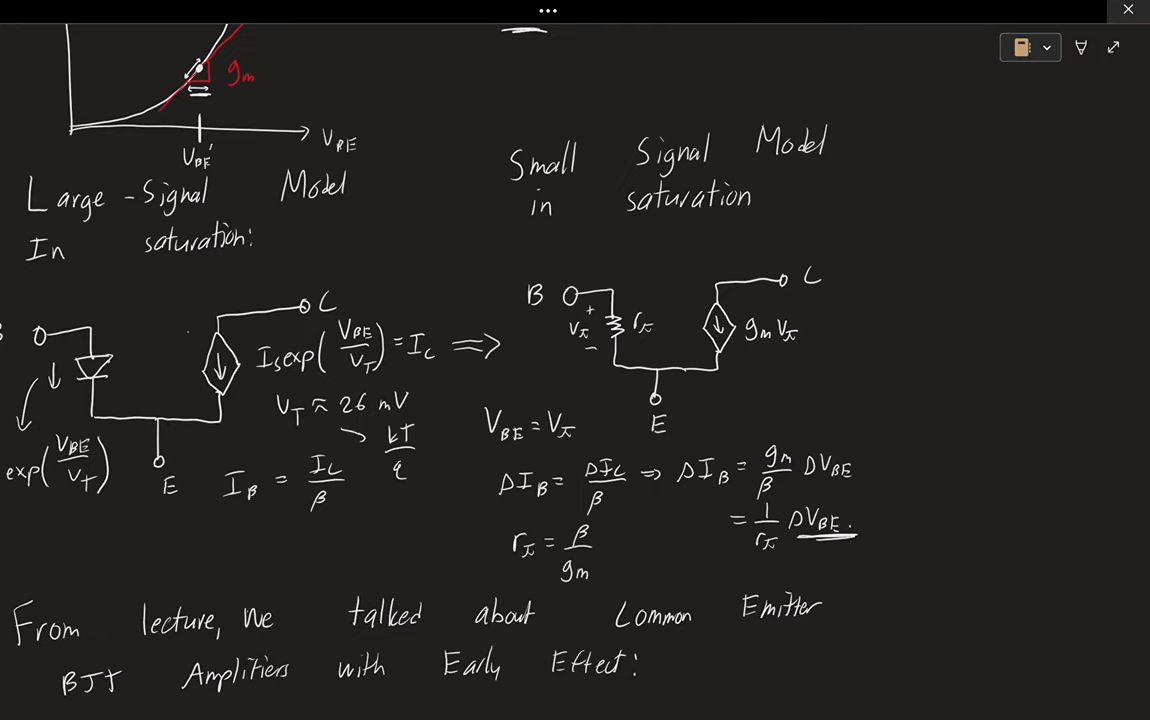 gm
V_BE
V_BE'
Large-Signal Model
In saturation:
Small Signal Model
in saturation
C
I_s exp(V_BE/V_T) = I_C ⇒
V_T ≈ 26 mV
kT/q
exp(V_BE/V_T)
E
I_B = I_C/β
B
C
+
v_π r_π
−
g_m v_π
E
V_BE = V_π
ΔI_B = ΔI_C/β ⇒ ΔI_B = g_m/β ΔV_BE
= 1/r_π ΔV_BE.
r_π = β/g_m
From lecture, we talked about Common Emitter
BJT Amplifiers with Early Effect: